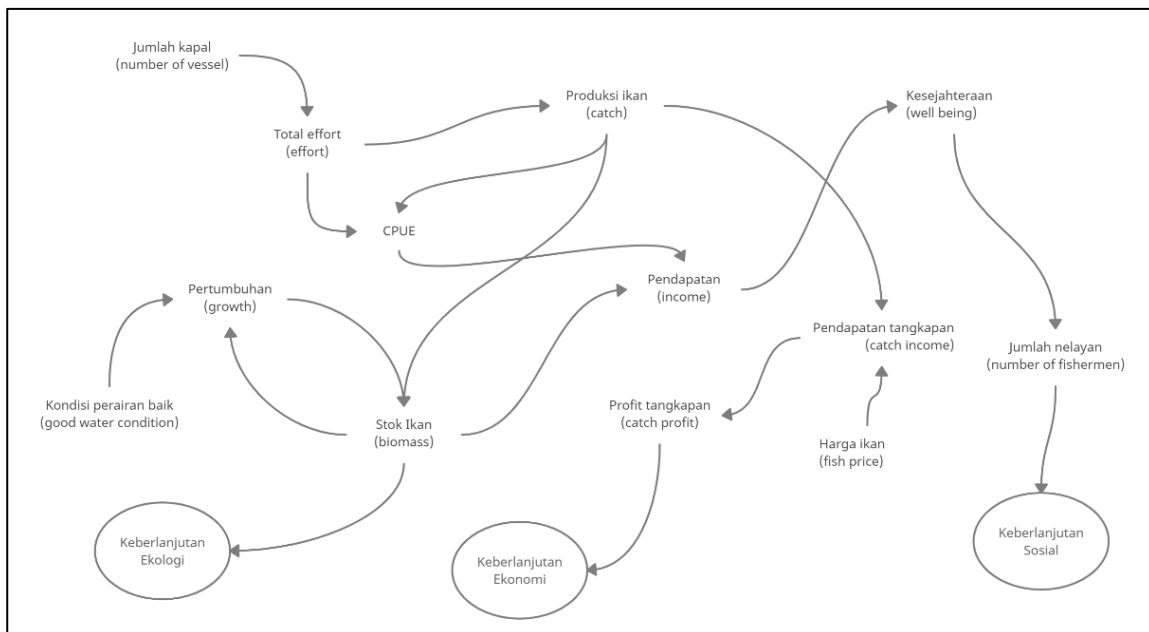 Jumlah kapal
(number of vessel)
Total effort
(effort)
Produksi ikan
(catch)
Kesejahteraan
(well being)
CPUE
Pertumbuhan
(growth)
Pendapatan
(income)
Pendapatan tangkapan
(catch income)
Jumlah nelayan
(number of fishermen)
Kondisi perairan baik
(good water condition)
Stok Ikan
(biomass)
Profit tangkapan
(catch profit)
Harga ikan
(fish price)
Keberlanjutan
Ekologi
Keberlanjutan
Ekonomi
Keberlanjutan
Sosial